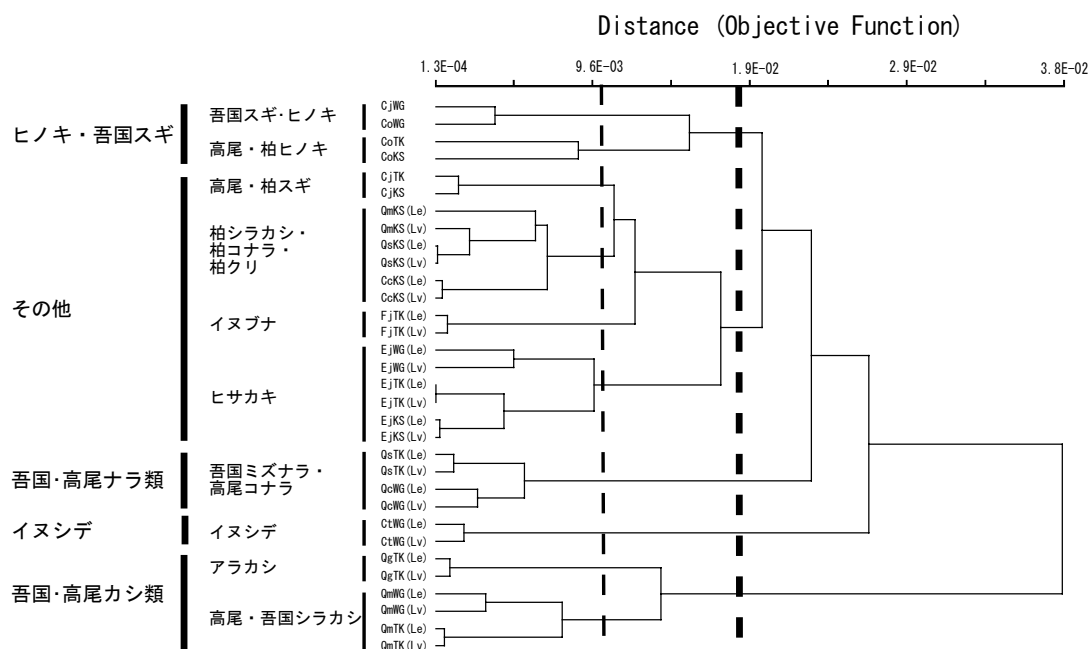 Distance (Objective Function)
1.3E-04 9.6E-03 1.9E-02 2.9E-02 3.8E-02
ヒノキ・吾国スギ
吾国スギ・ヒノキ
CjWG
CoWG
高尾・柏ヒノキ
CoTK
CoKS
その他
高尾・柏スギ
CjTK
CjKS
柏シラカシ・
柏コナラ・
柏クリ
QmKS(Le)
QmKS(Lv)
QsKS(Le)
QsKS(Lv)
CcKS(Le)
CcKS(Lv)
イヌブナ
FjTK(Le)
FjTK(Lv)
ヒサカキ
EjWG(Le)
EjWG(Lv)
EjTK(Le)
EjTK(Lv)
EjKS(Le)
EjKS(Lv)
吾国・高尾ナラ類
吾国ミズナラ・
高尾コナラ
QsTK(Le)
QsTK(Lv)
QcWG(Le)
QcWG(Lv)
イヌシデ
イヌシデ
CtWG(Le)
CtWG(Lv)
吾国・高尾カシ類
アラカシ
QgTK(Le)
QgTK(Lv)
高尾・吾国シラカシ
QmWG(Le)
QmWG(Lv)
QmTK(Le)
QmTK(Lv)